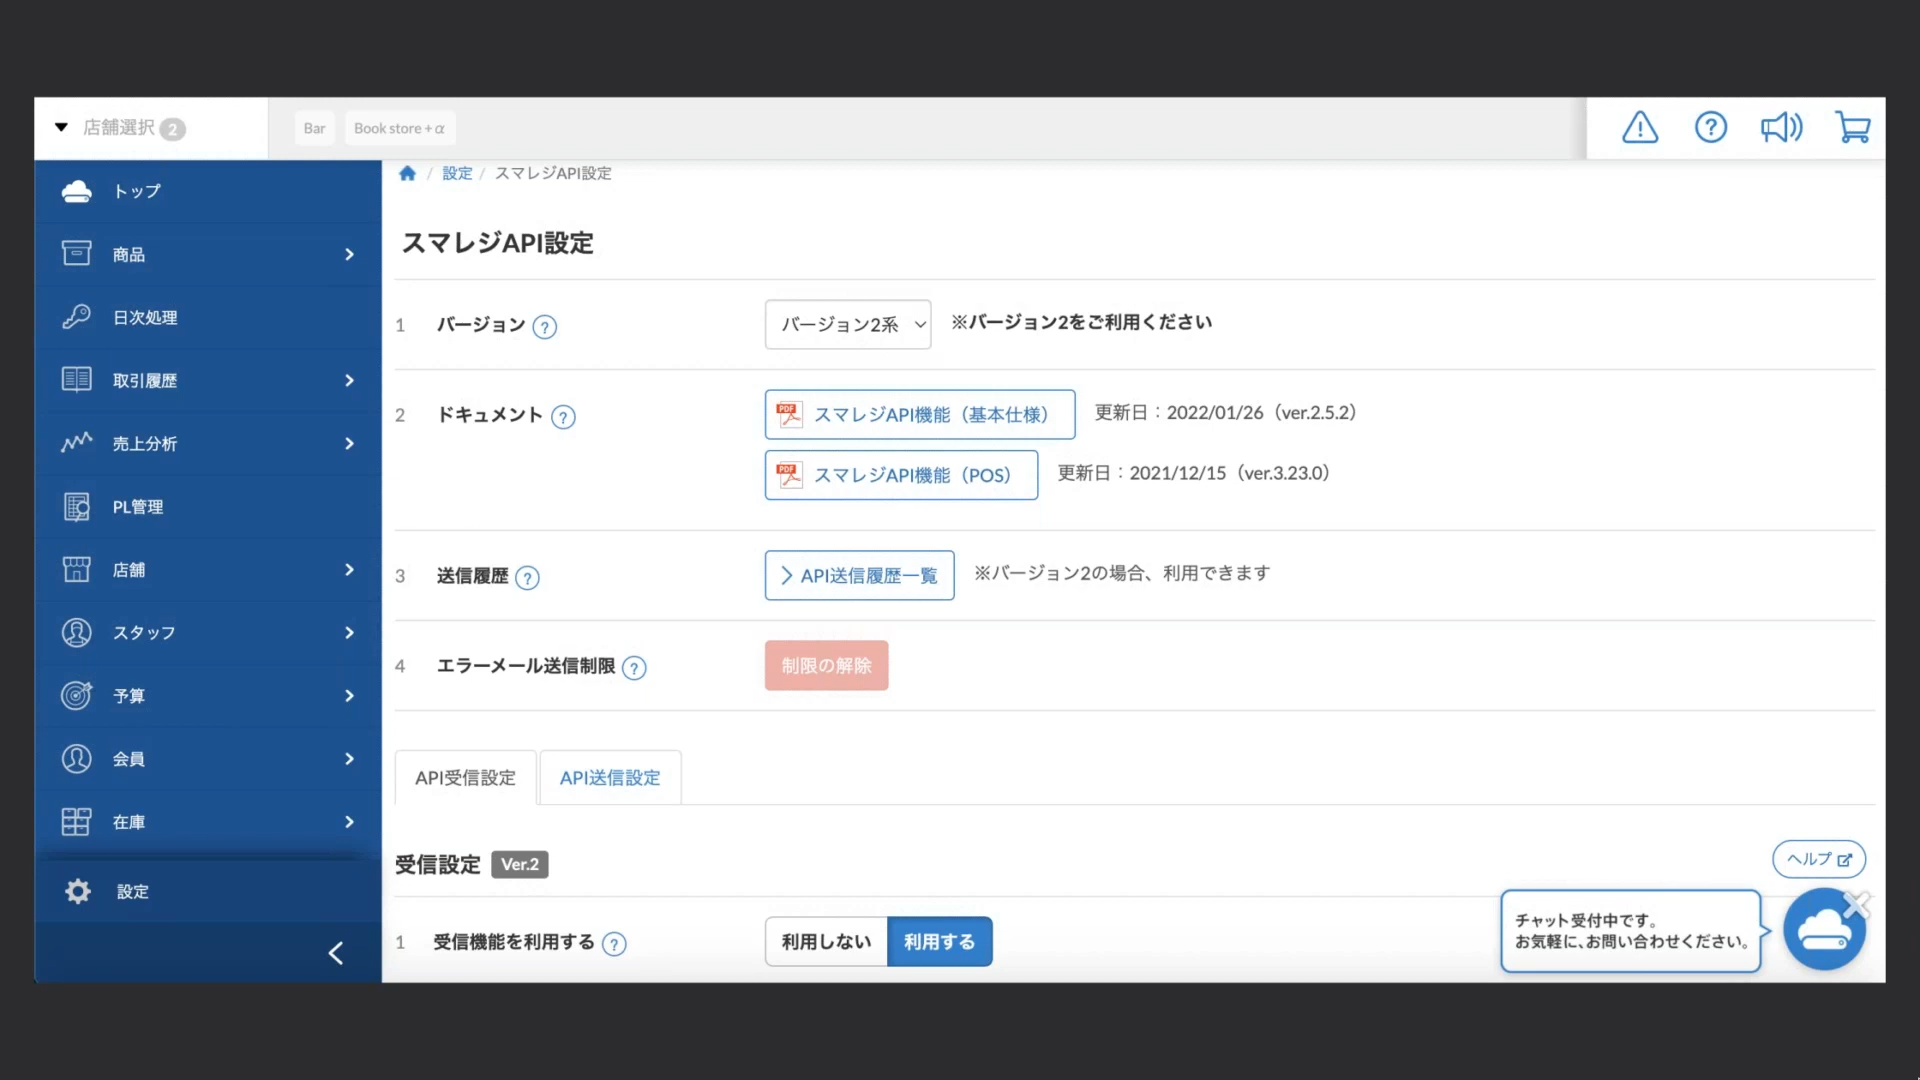 店舗選択 2
Bar
Book store + α
トップ
商品
日次処理
取引履歴
売上分析
PL管理
店舗
スタッフ
予算
会員
在庫
設定
/ 設定 / スマレジAPI設定
スマレジAPI設定
1 バージョン ? バージョン2系 ※バージョン2をご利用ください
2 ドキュメント ? PDF スマレジAPI機能（基本仕様） 更新日：2022/01/26（ver.2.5.2）
PDF スマレジAPI機能（POS） 更新日：2021/12/15（ver.3.23.0）
3 送信履歴 ? API送信履歴一覧 ※バージョン2の場合、利用できます
4 エラーメール送信制限 ? 制限の解除
API受信設定 API送信設定
受信設定 Ver.2
ヘルプ
1 受信機能を利用する ? 利用しない 利用する
チャット受付中です。
お気軽に、お問い合わせください。